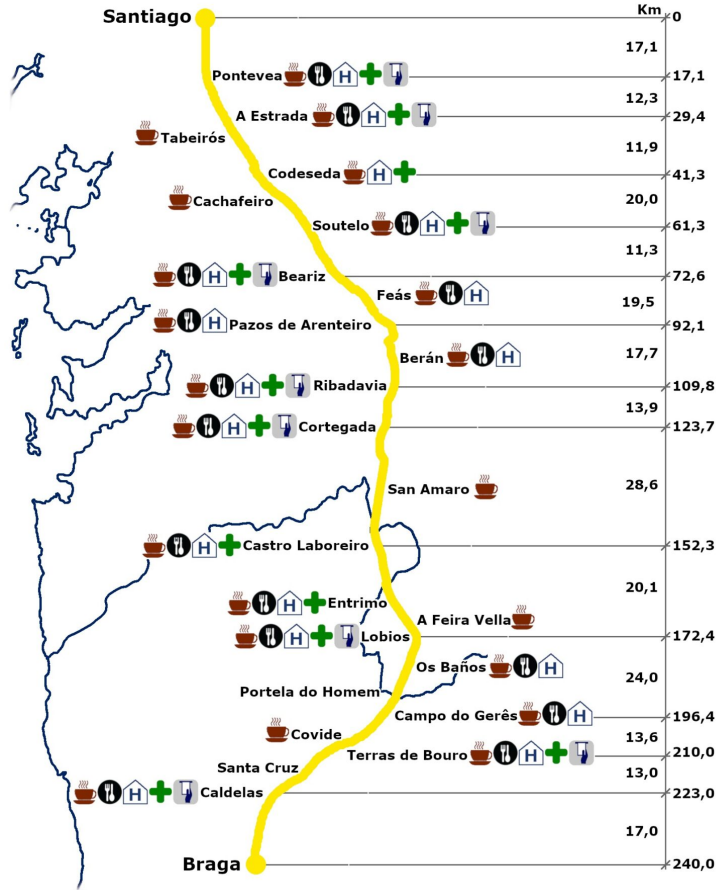 Km
Santiago 0
17,1
Pontevea H 17,1
12,3
A Estrada H 29,4
Tabeirós
11,9
Codeseda H 41,3
Cachafeiro
20,0
Soutelo H 61,3
11,3
H Beariz 72,6
Feás H
19,5
H Pazos de Arenteiro 92,1
17,7
Berán H
H Ribadavia 109,8
13,9
H Cortegada 123,7
San Amaro
28,6
H Castro Laboreiro 152,3
20,1
H Entrimo
A Feira Vella
H Lobios 172,4
Os Baños H
24,0
Portela do Homem
Campo do Gerês H 196,4
Covide
13,6
Terras de Bouro H 210,0
Santa Cruz
13,0
H Caldelas 223,0
17,0
Braga 240,0